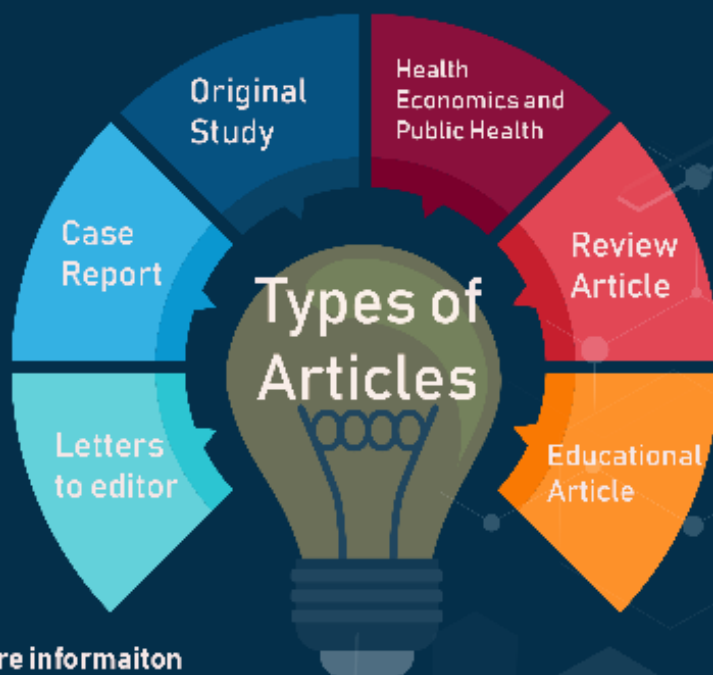 Original
Study
Health
Economics and
Public Health
Case
Report
Review
Article
Types of
Articles
Letters
to editor
Educational
Article
re informaiton